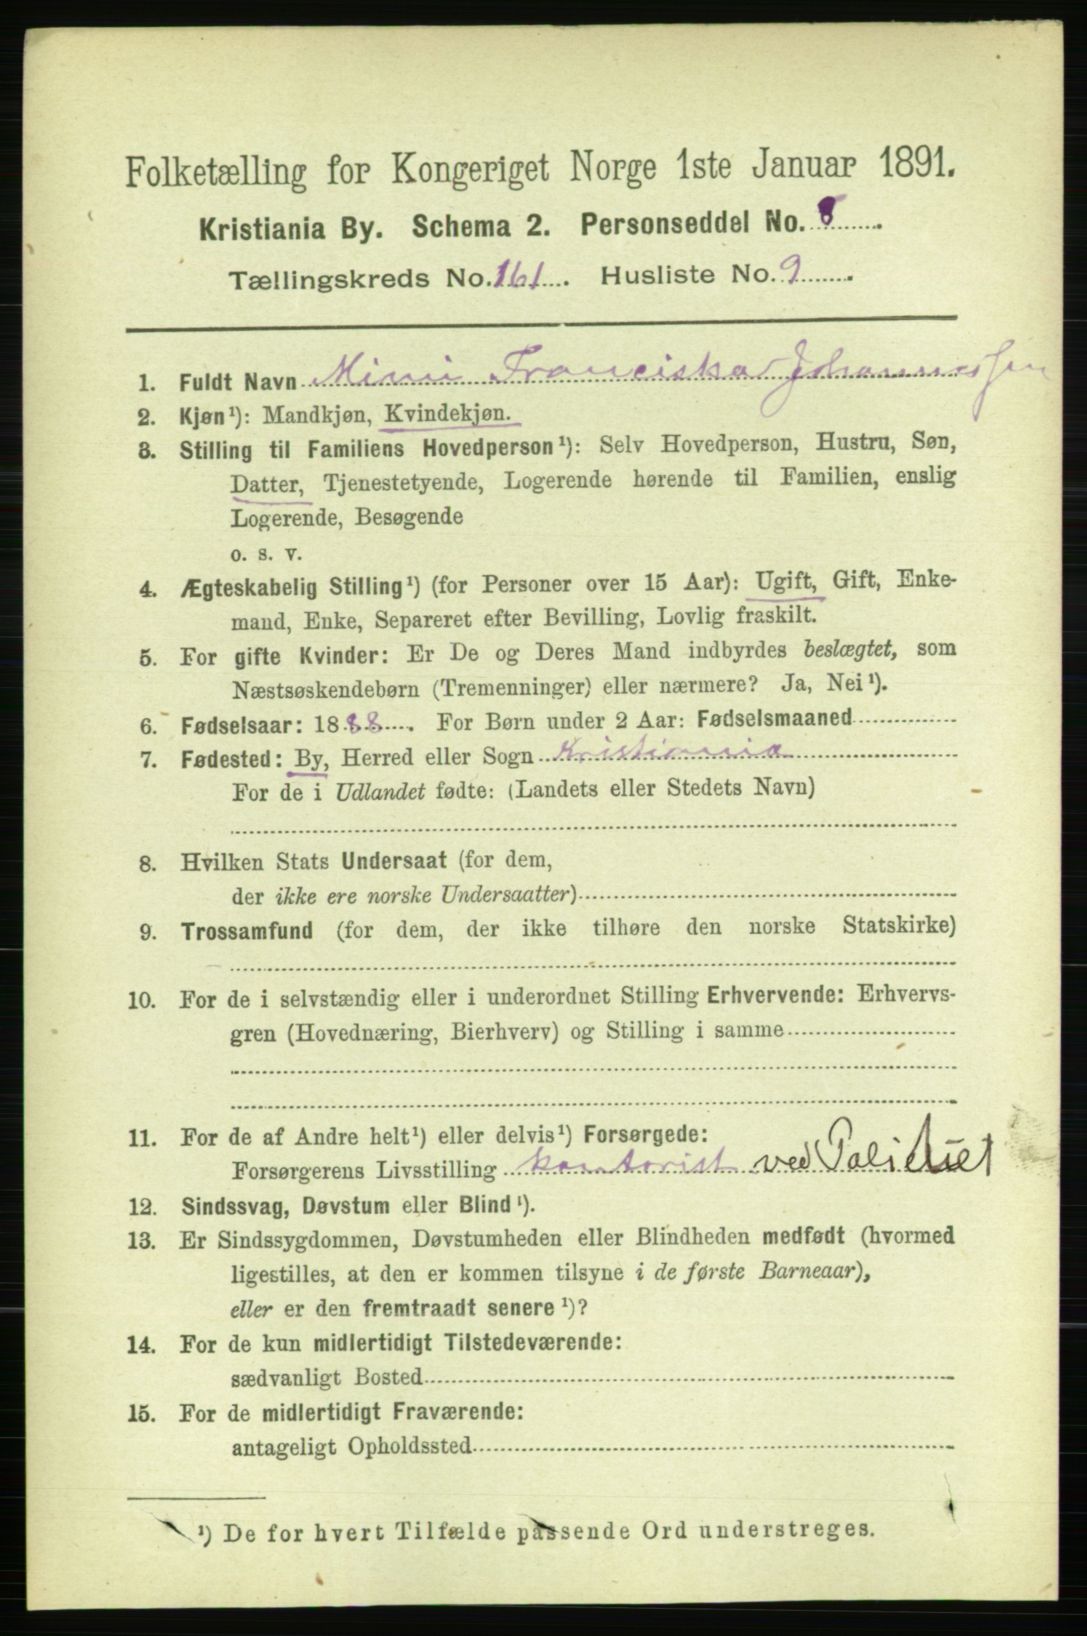 Folketælling for Kongeriget Norge 1ste Januar 1891.
Kristiania By. Schema 2. Personseddel No. 8.
Tællingskreds No. 161. Husliste No. 9.
1. Fuldt Navn Mimi Franciska Johannessen
2. Kjøn¹): Mandkjøn, Kvindekjøn.
3. Stilling til Familiens Hovedperson¹): Selv Hovedperson, Hustru, Søn,
Datter, Tjenestetyende, Logerende hørende til Familien, enslig
Logerende, Besøgende
o. s. v.
4. Ægteskabelig Stilling¹) (for Personer over 15 Aar): Ugift, Gift, Enke-
mand, Enke, Separeret efter Bevilling, Lovlig fraskilt.
5. For gifte Kvinder: Er De og Deres Mand indbyrdes beslægtet, som
Næstsøskendebørn (Tremenninger) eller nærmere? Ja, Nei¹).
6. Fødselsaar: 1888. For Børn under 2 Aar: Fødselsmaaned
7. Fødested: By, Herred eller Sogn Kristiania
For de i Udlandet fødte: (Landets eller Stedets Navn)
8. Hvilken Stats Undersaat (for dem,
der ikke ere norske Undersaatter)
9. Trossamfund (for dem, der ikke tilhøre den norske Statskirke)
10. For de i selvstændig eller i underordnet Stilling Erhvervende: Erhvervs-
gren (Hovednæring, Bierhverv) og Stilling i samme
11. For de af Andre helt¹) eller delvis¹) Forsørgede:
Forsørgerens Livsstilling kontorist ved Politiet
12. Sindssvag, Døvstum eller Blind¹).
13. Er Sindssygdommen, Døvstumheden eller Blindheden medfødt (hvormed
ligestilles, at den er kommen tilsyne i de første Barneaar),
eller er den fremtraadt senere¹)?
14. For de kun midlertidigt Tilstedeværende:
sædvanligt Bosted
15. For de midlertidigt Fraværende:
antageligt Opholdssted
¹) De for hvert Tilfælde passende Ord understreges.